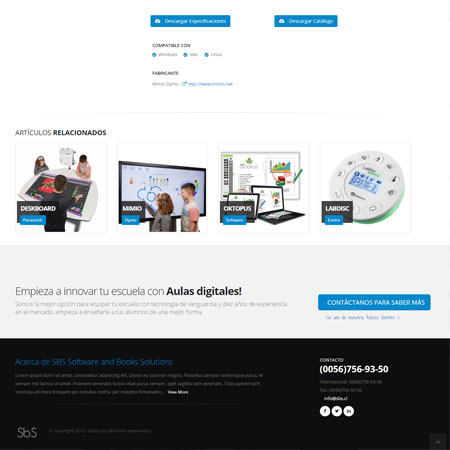 Descargar Especificaciones
Descargar Catálogo
COMPATIBLE CON
Windows Mac Linux
FABRICANTE
Mimio Dymo - http://www.mimio.net
ARTÍCULOS RELACIONADOS
DESKBOARD
Panasonic
MIMIO
Dymo
OKTOPUS
Software
LABDISC
Elmira
Empieza a innovar tu escuela con Aulas digitales!
Somos la mejor opción para equipar tu escuela con tecnología de vanguardia y diez años de experiencia
en el mercado, empieza a enseñarle a tus alumnos de una mejor forma.
CONTÁCTANOS PARA SABER MÁS.
Se uno de nuestros felices clientes !
Acerca de SBS Software and Books Solutions
Lorem ipsum dolor sit amet, consectetur adipiscing elit. Phasellus semper scelerisque purus, et
semper nisl lacinia sit amet. Praesent venenatis turpis vitae purus semper, eget sagittis velit
venenatis. Class aptent taciti sociosqu ad litora torquent per conubia nostra, per inceptos himenaeos... View More
CONTACTO
(0056)756-93-50
Internacional: (0056)756-93-50
Fax: (0056)756-93-50
info@sbs.cl
SbS
© Copyright 2016. Todos los derechos reservados.